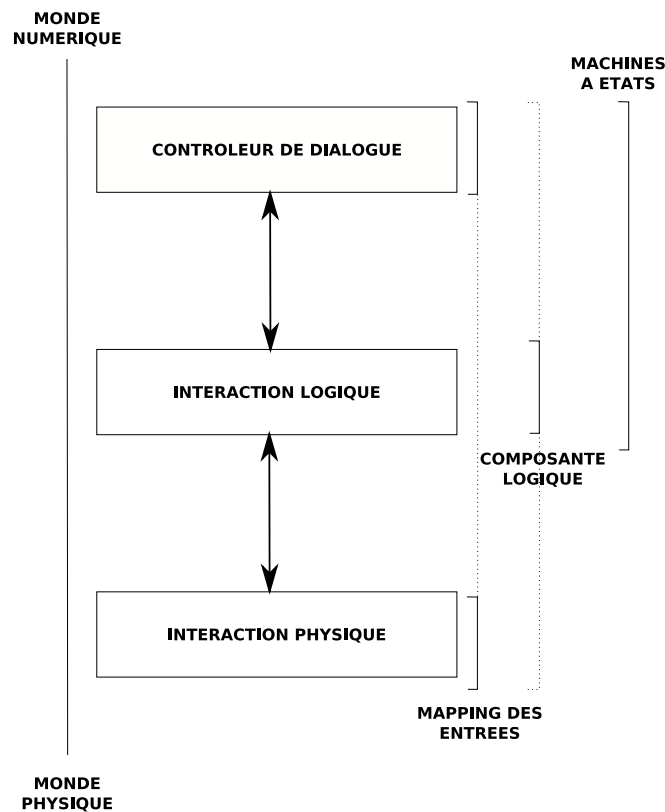 MONDE
NUMERIQUE
MACHINES
A ETATS
CONTROLEUR DE DIALOGUE
INTERACTION LOGIQUE
COMPOSANTE
LOGIQUE
INTERACTION PHYSIQUE
MAPPING DES
ENTREES
MONDE
PHYSIQUE